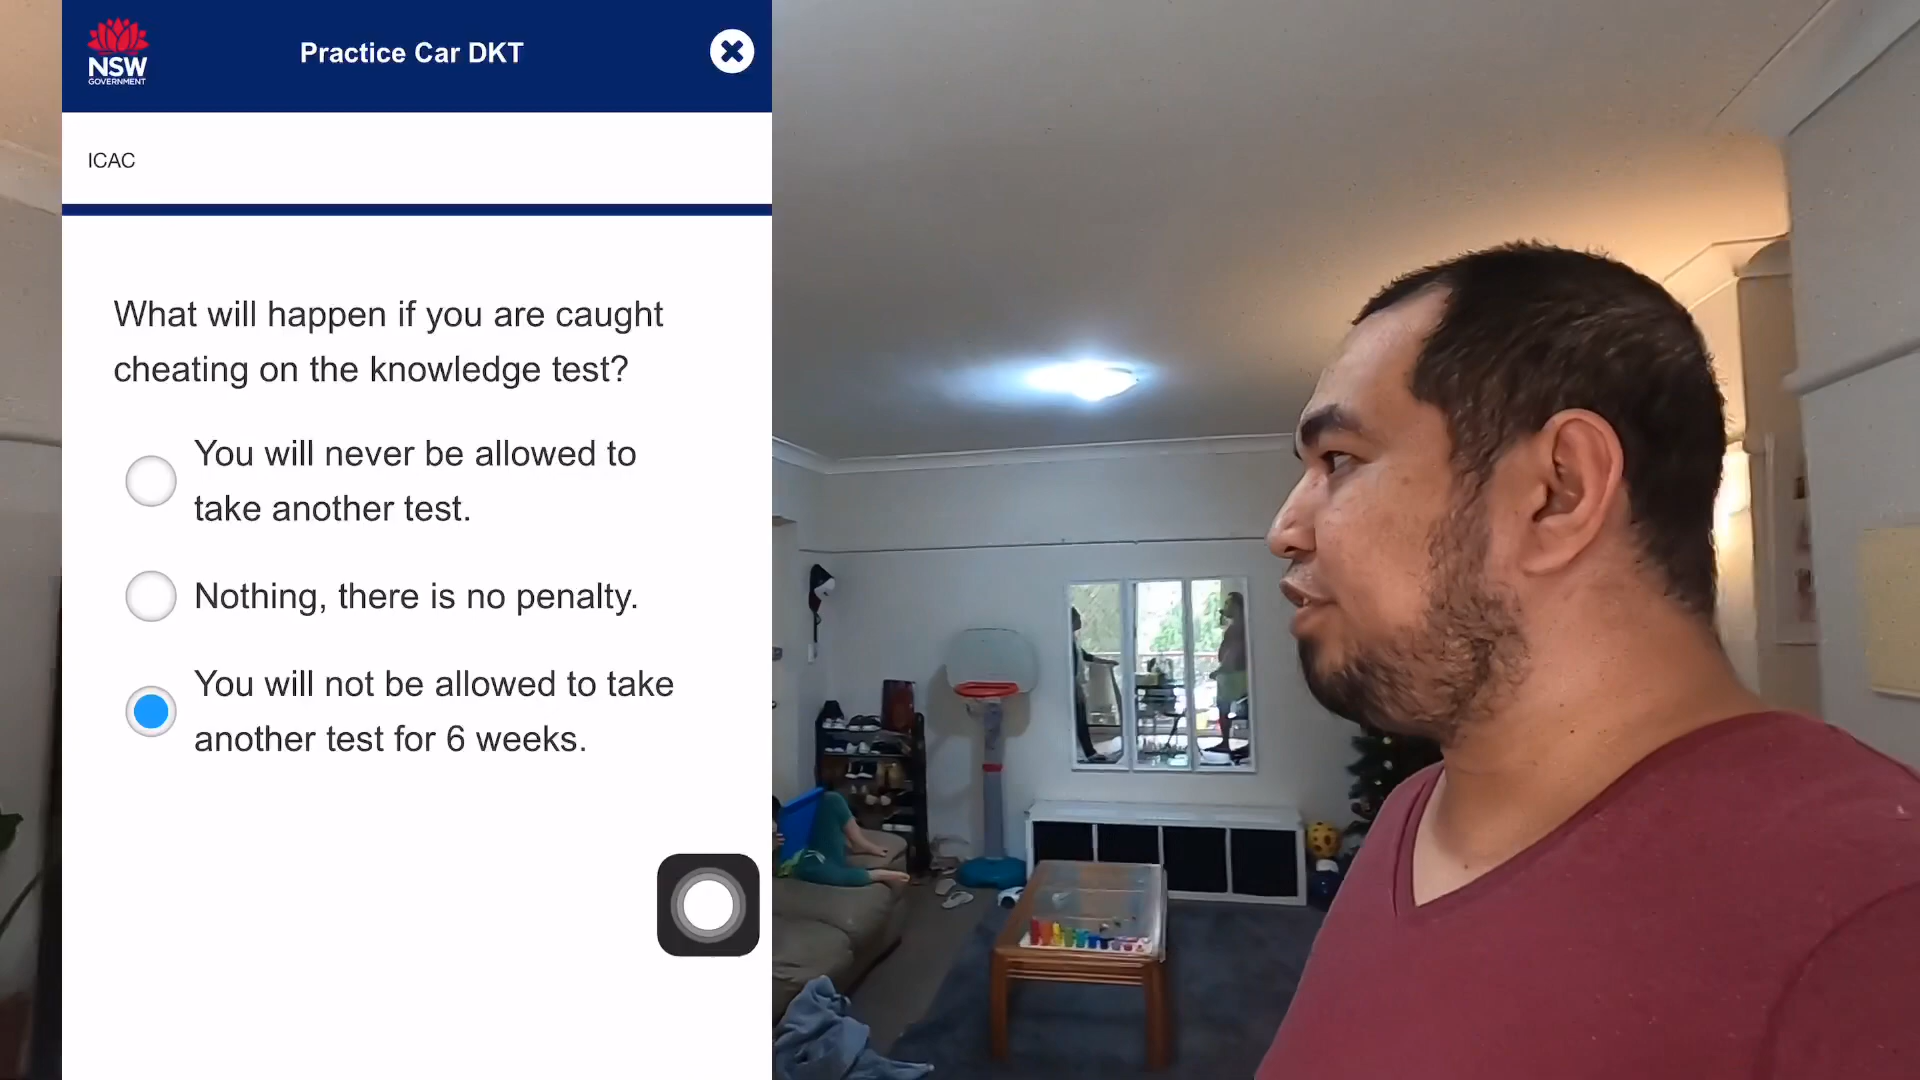 NSW
GOVERNMENT
Practice Car DKT
ICAC
What will happen if you are caught
cheating on the knowledge test?
You will never be allowed to
take another test.
Nothing, there is no penalty.
You will not be allowed to take
another test for 6 weeks.